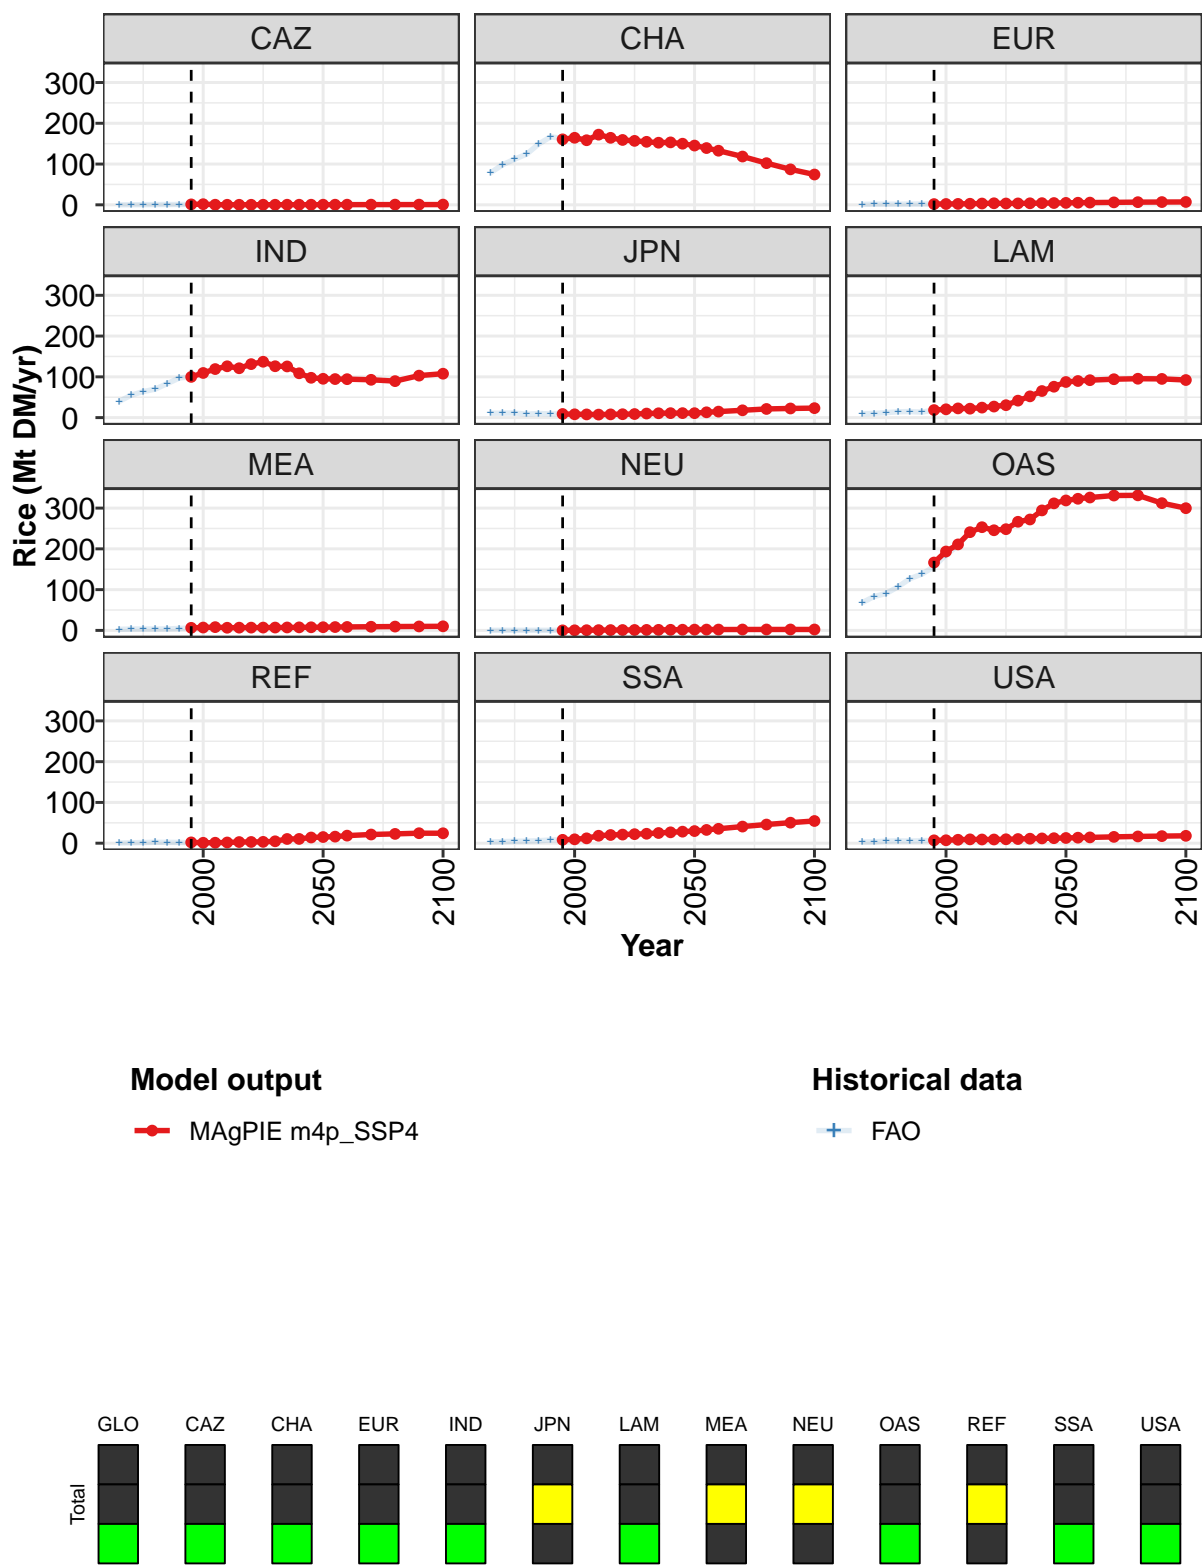 CAZ CHA EUR
300
200
100
0
IND JPN LAM
300
200
100
0
MEA NEU OAS
300
200
100
0
REF SSA USA
300
200
100
0
Rice (Mt DM/yr)
2000 2050 2100 2000 2050 2100 2000 2050 2100
Year
Model output Historical data
MAgPIE m4p_SSP4 FAO
GLO CAZ CHA EUR IND JPN LAM MEA NEU OAS REF SSA USA
Total